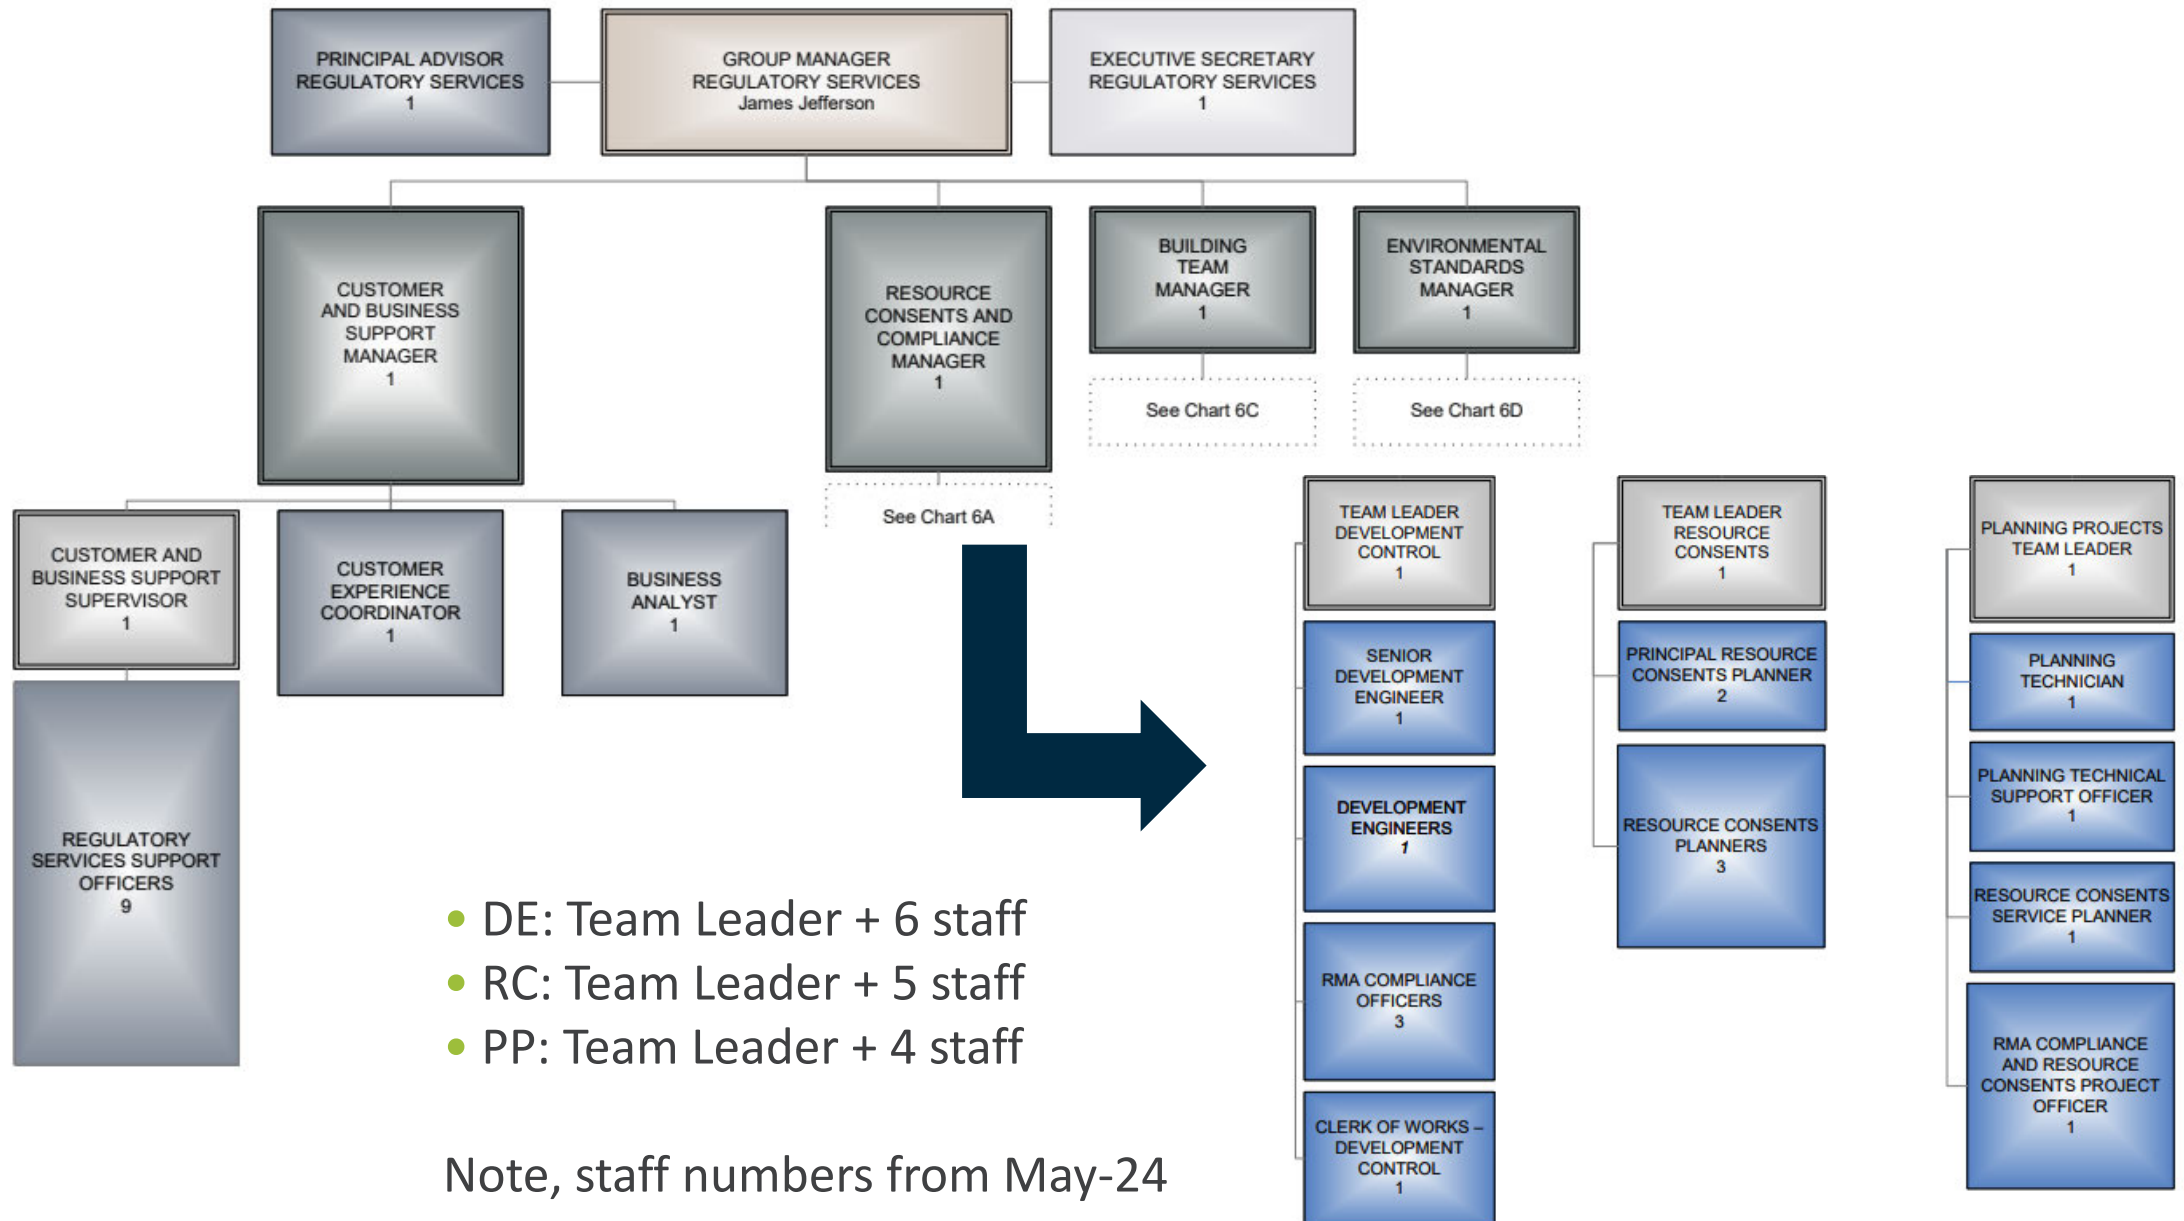 PRINCIPAL ADVISOR
REGULATORY SERVICES
1
GROUP MANAGER
REGULATORY SERVICES
James Jefferson
EXECUTIVE SECRETARY
REGULATORY SERVICES
1
CUSTOMER
AND BUSINESS
SUPPORT
MANAGER
1
RESOURCE
CONSENTS AND
COMPLIANCE
MANAGER
1
BUILDING
TEAM
MANAGER
1
ENVIRONMENTAL
STANDARDS
MANAGER
1
See Chart 6A
See Chart 6C
See Chart 6D
CUSTOMER AND
BUSINESS SUPPORT
SUPERVISOR
1
CUSTOMER
EXPERIENCE
COORDINATOR
1
BUSINESS
ANALYST
1
REGULATORY
SERVICES SUPPORT
OFFICERS
9
TEAM LEADER
DEVELOPMENT
CONTROL
1
SENIOR
DEVELOPMENT
ENGINEER
1
DEVELOPMENT
ENGINEERS
1
RMA COMPLIANCE
OFFICERS
3
CLERK OF WORKS –
DEVELOPMENT
CONTROL
1
TEAM LEADER
RESOURCE
CONSENTS
1
PRINCIPAL RESOURCE
CONSENTS PLANNER
2
RESOURCE CONSENTS
PLANNERS
3
PLANNING PROJECTS
TEAM LEADER
1
PLANNING
TECHNICIAN
1
PLANNING TECHNICAL
SUPPORT OFFICER
1
RESOURCE CONSENTS
SERVICE PLANNER
1
RMA COMPLIANCE
AND RESOURCE
CONSENTS PROJECT
OFFICER
1
• DE: Team Leader + 6 staff
• RC: Team Leader + 5 staff
• PP: Team Leader + 4 staff
Note, staff numbers from May-24